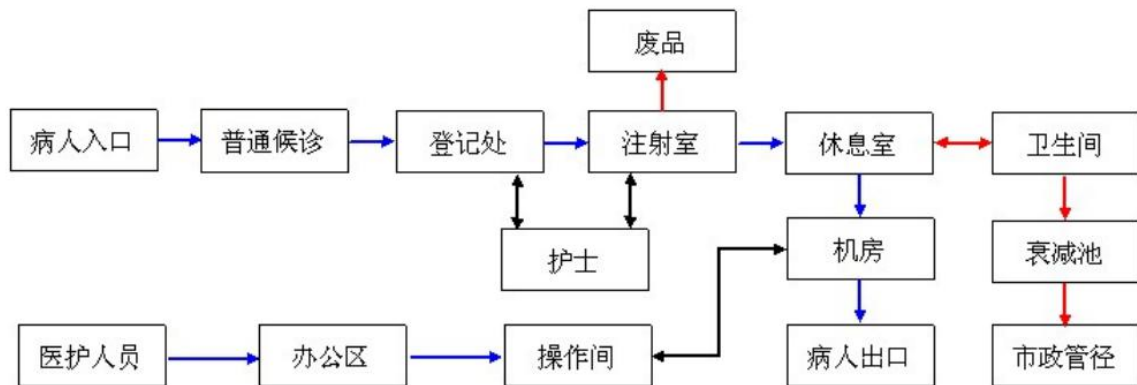 废品
病人入口
普通候诊
登记处
注射室
休息室
卫生间
护士
机房
衰减池
医护人员
办公区
操作间
病人出口
市政管径